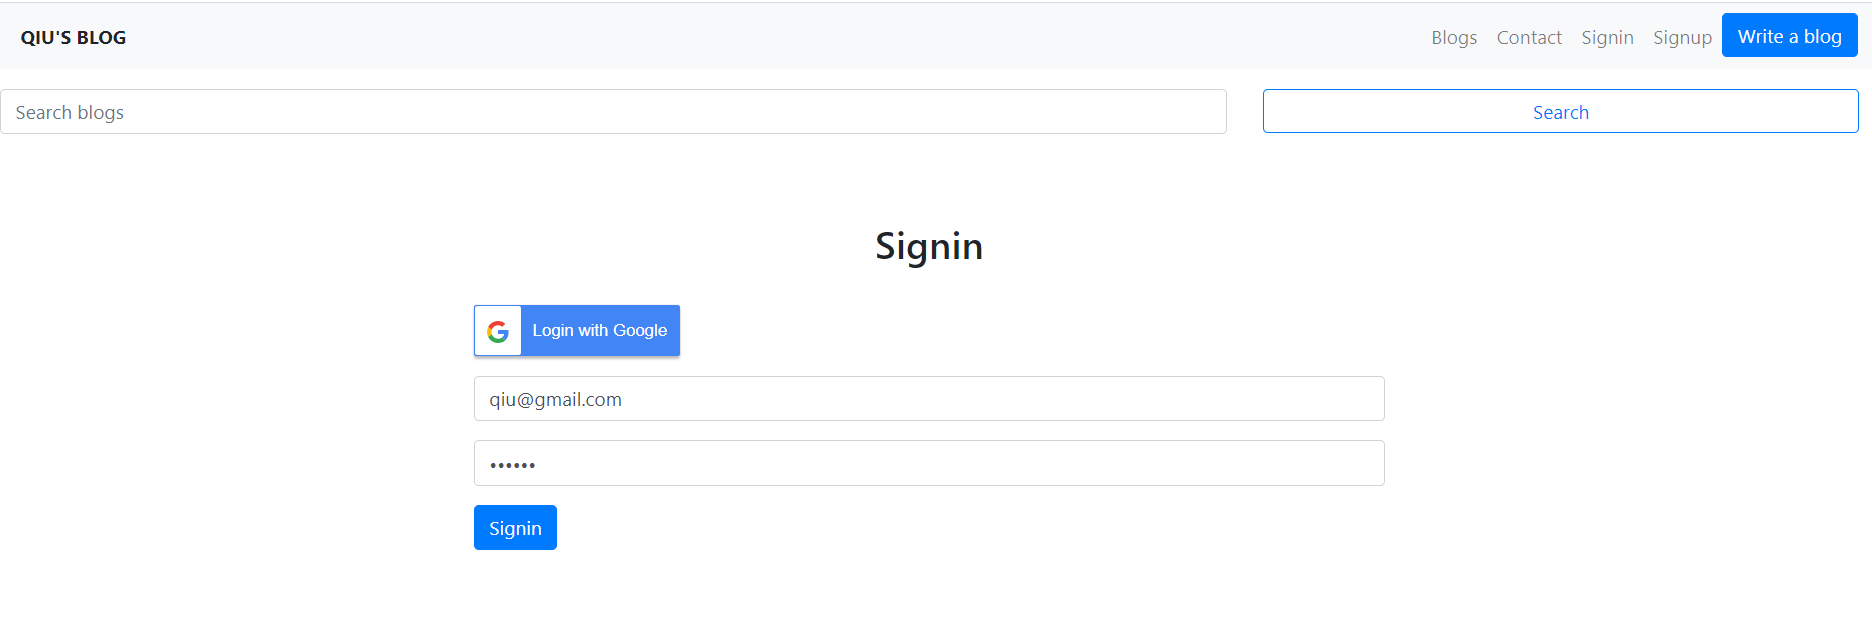 QIU'S BLOG Blogs Contact Signin Signup Write a blog
Search blogs Search
Signin
Login with Google
qiu@gmail.com
••••••
Signin